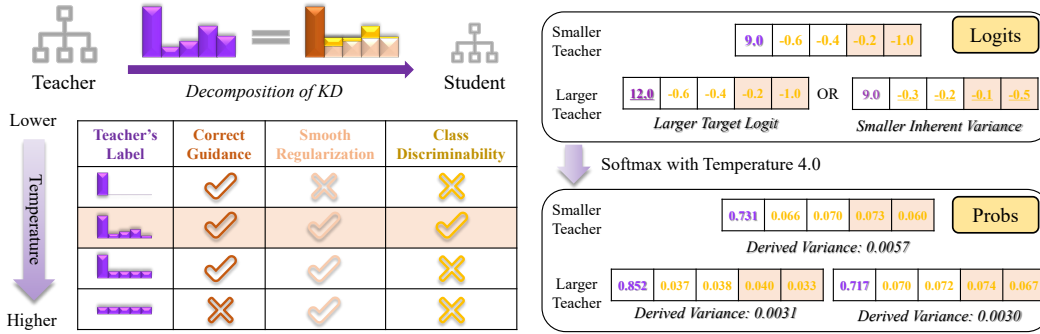 Teacher
Decomposition of KD
Student
Lower
Temperature
Higher
Teacher's Label
Correct Guidance
Smooth Regularization
Class Discriminability
Smaller Teacher
9.0 -0.6 -0.4 -0.2 -1.0
Logits
Larger Teacher
12.0 -0.6 -0.4 -0.2 -1.0
OR
9.0 -0.3 -0.2 -0.1 -0.5
Larger Target Logit
Smaller Inherent Variance
Softmax with Temperature 4.0
Smaller Teacher
0.731 0.066 0.070 0.073 0.060
Probs
Derived Variance: 0.0057
Larger Teacher
0.852 0.037 0.038 0.040 0.033
0.717 0.070 0.072 0.074 0.067
Derived Variance: 0.0031
Derived Variance: 0.0030